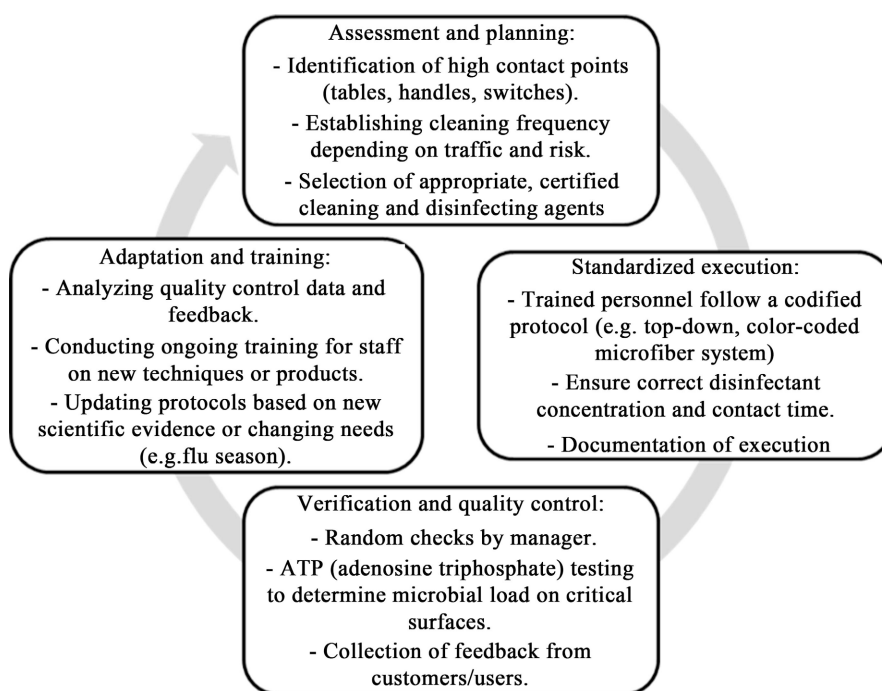 Assessment and planning:
- Identification of high contact points
(tables, handles, switches).
- Establishing cleaning frequency
depending on traffic and risk.
- Selection of appropriate, certified
cleaning and disinfecting agents
Adaptation and training:
- Analyzing quality control data and
feedback.
- Conducting ongoing training for staff
on new techniques or products.
- Updating protocols based on new
scientific evidence or changing needs
(e.g.flu season).
Standardized execution:
- Trained personnel follow a codified
protocol (e.g. top-down, color-coded
microfiber system)
- Ensure correct disinfectant
concentration and contact time.
- Documentation of execution
Verification and quality control:
- Random checks by manager.
- ATP (adenosine triphosphate) testing
to determine microbial load on critical
surfaces.
- Collection of feedback from
customers/users.